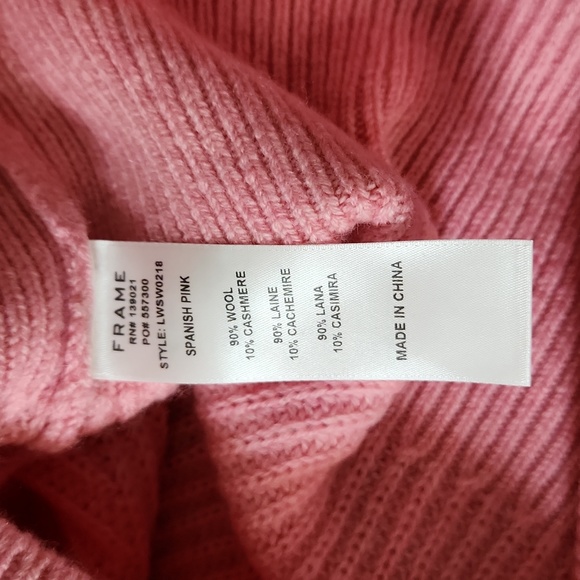 FRAME
RN# 139021
PO# 557300
STYLE: LWSW0218
SPANISH PINK
90% WOOL
10% CASHMERE
90% LAINE
10% CACHEMIRE
90% LANA
10% CASIMIRA
MADE IN CHINA